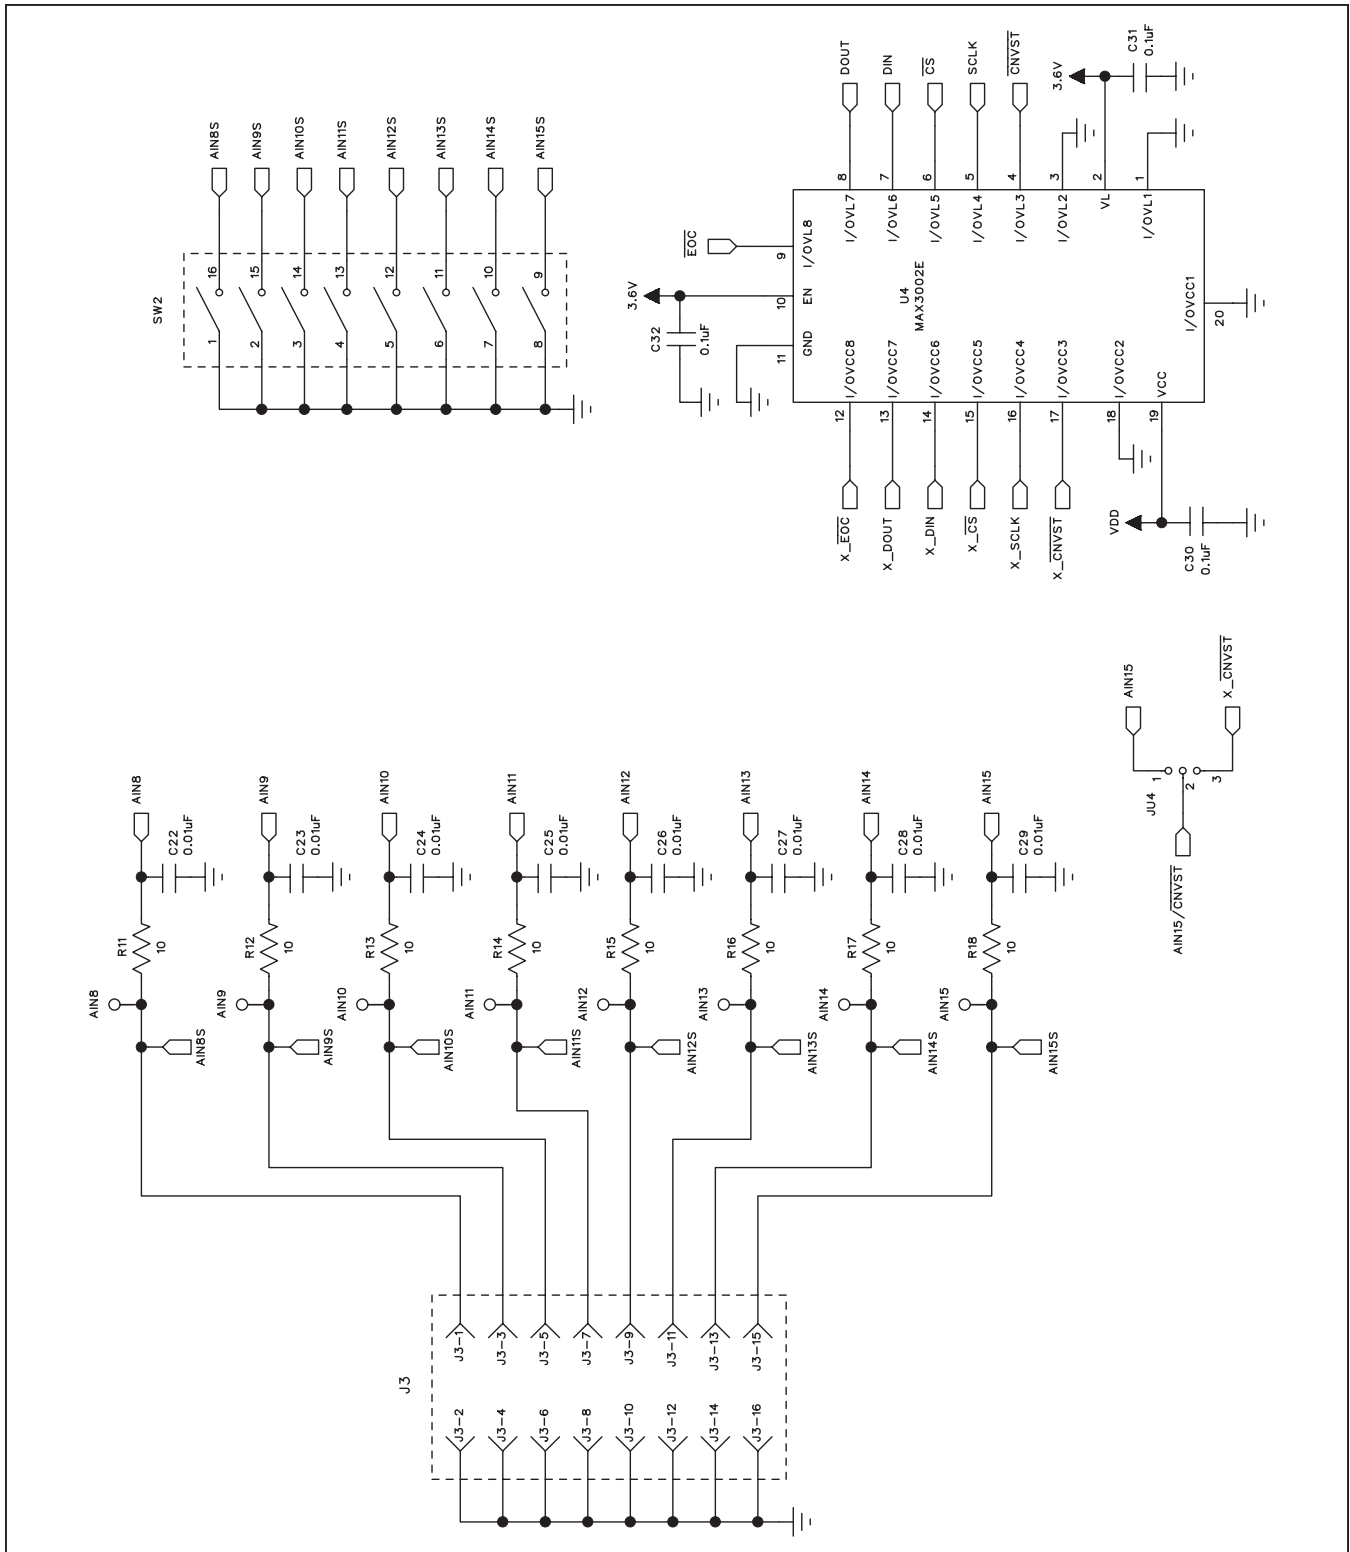 SW2
1
16
AIN8S
2
15
AIN9S
3
14
AIN10S
4
13
AIN11S
5
12
AIN12S
6
11
AIN13S
7
10
AIN14S
8
9
AIN15S
U4
MAX3002E
EOC
9
I/OVL8
3.6V
10
EN
C32
0.1uF
11
GND
DOUT
8
I/OVL7
DIN
7
I/OVL6
CS
6
I/OVL5
SCLK
5
I/OVL4
CNVST
4
I/OVL3
3
I/OVL2
2
VL
3.6V
C31
0.1uF
1
I/OVL1
I/OVCC1
20
X_EOC
12
I/OVCC8
X_DOUT
13
I/OVCC7
X_DIN
14
I/OVCC6
X_CS
15
I/OVCC5
X_SCLK
16
I/OVCC4
X_CNVST
17
I/OVCC3
18
I/OVCC2
19
VCC
VDD
C30
0.1uF
AIN8
AIN8S
R11
10
C22
0.01uF
AIN8
AIN9
AIN9S
R12
10
C23
0.01uF
AIN9
AIN10
AIN10S
R13
10
C24
0.01uF
AIN10
AIN11
AIN11S
R14
10
C25
0.01uF
AIN11
AIN12
AIN12S
R15
10
C26
0.01uF
AIN12
AIN13
AIN13S
R16
10
C27
0.01uF
AIN13
AIN14
AIN14S
R17
10
C28
0.01uF
AIN14
AIN15
AIN15S
R18
10
C29
0.01uF
AIN15
JU4
AIN15
1
2
3
AIN15/CNVST
X_CNVST
J3
J3-2
J3-1
J3-4
J3-3
J3-6
J3-5
J3-8
J3-7
J3-10
J3-9
J3-12
J3-11
J3-14
J3-13
J3-16
J3-15